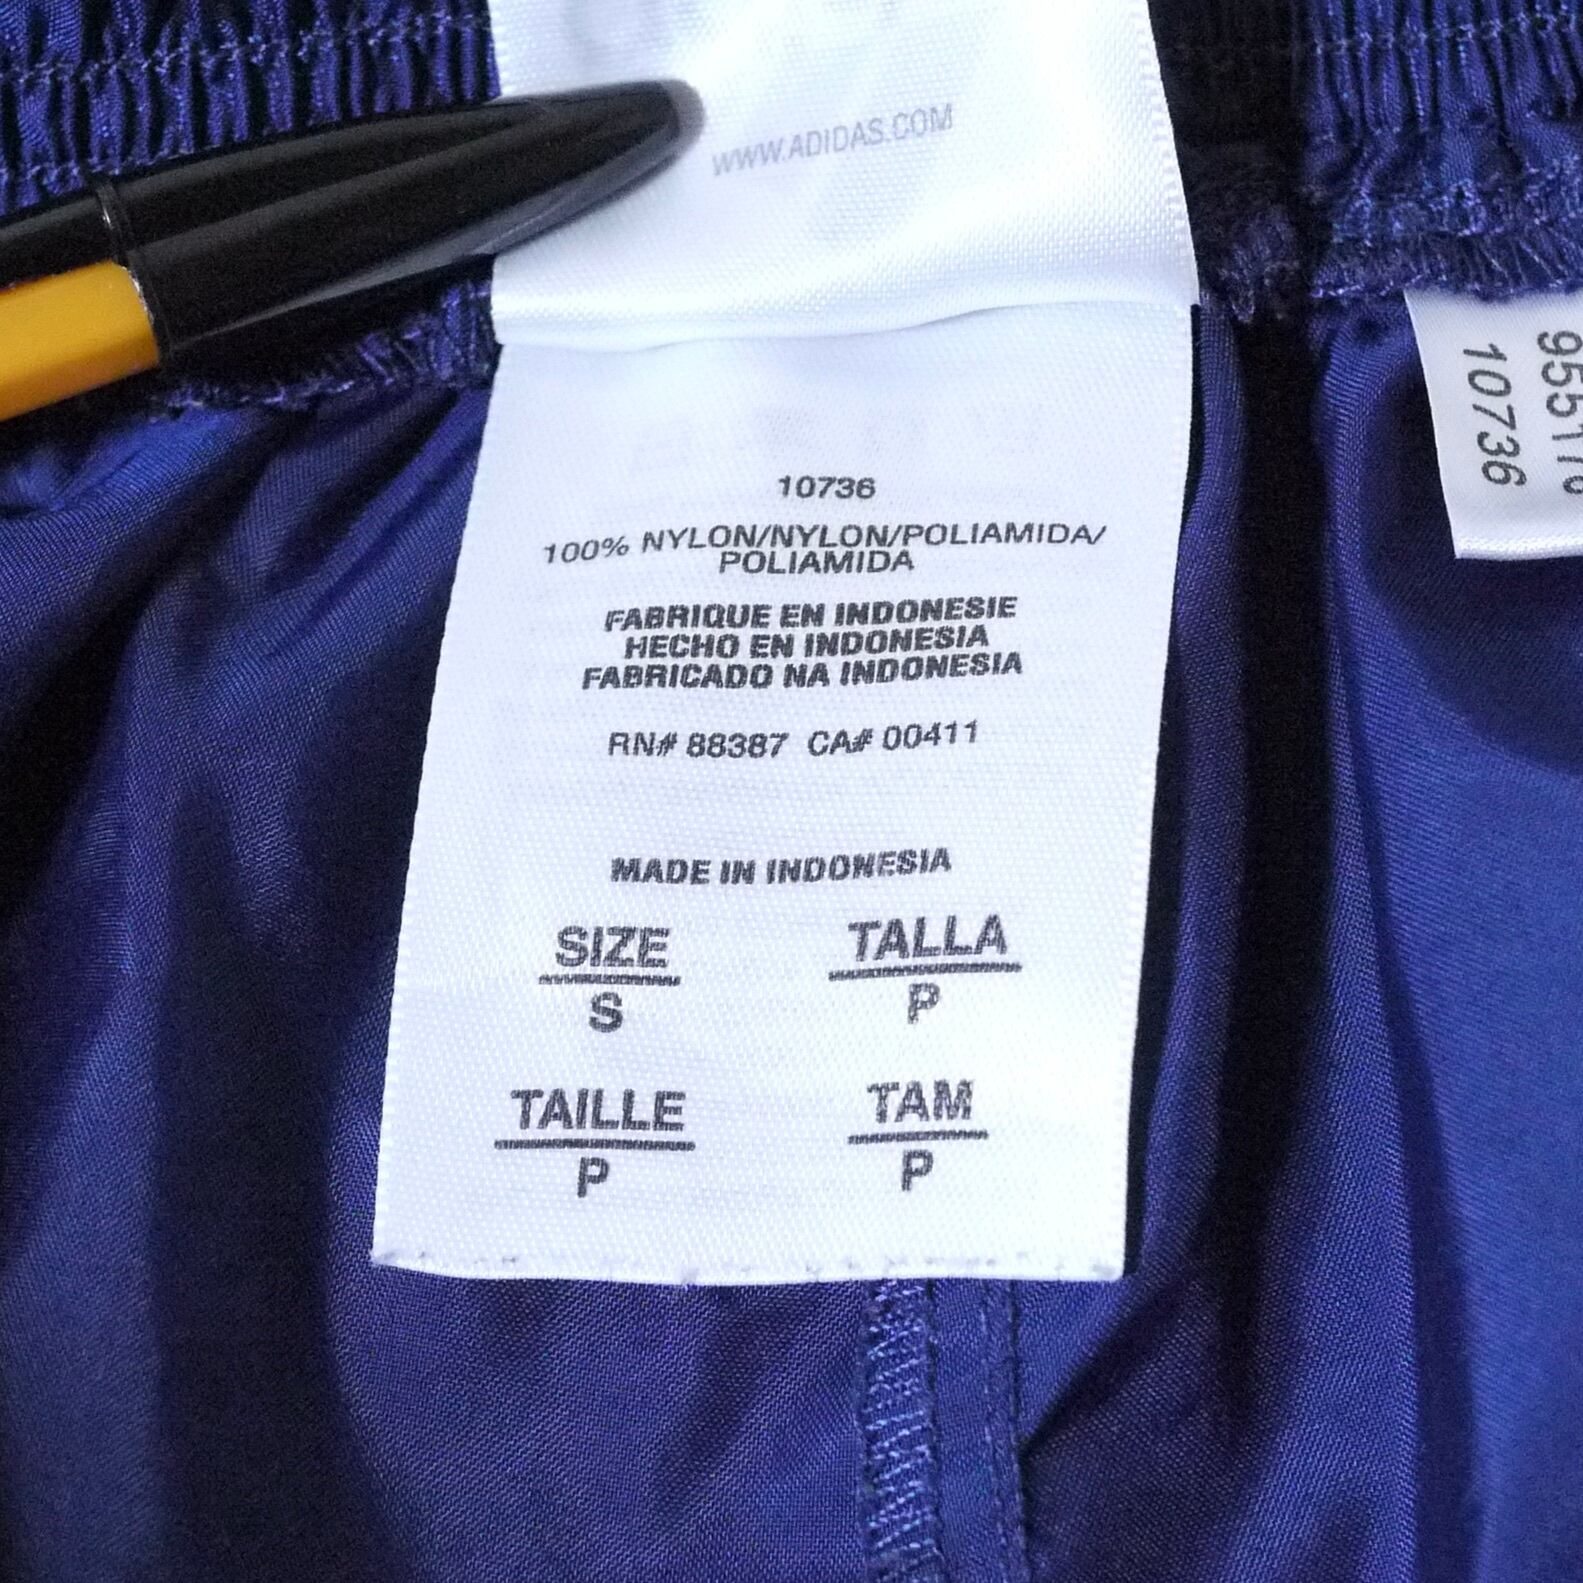 WWW.ADIDAS.COM
10736
100% NYLON/NYLON/POLIAMIDA/
POLIAMIDA
FABRIQUE EN INDONESIE
HECHO EN INDONESIA
FABRICADO NA INDONESIA
RN# 88387 CA# 00411
MADE IN INDONESIA
SIZE TALLA
S P
TAILLE TAM
P P
10736